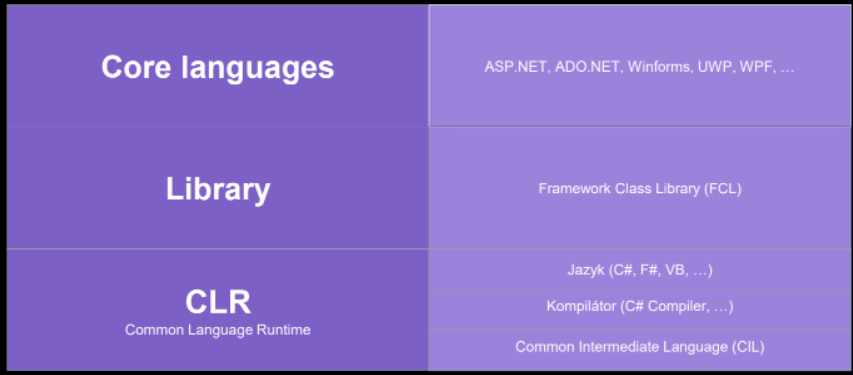 Core languages
ASP.NET, ADO.NET, Winforms, UWP, WPF, ...
Library
Framework Class Library (FCL)
CLR
Common Language Runtime
Jazyk (C#, F#, VB, ...)
Kompilátor (C# Compiler, ...)
Common Intermediate Language (CIL)